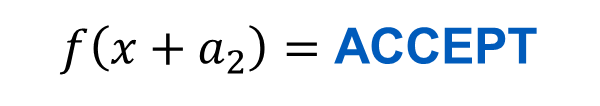 f(x + a₂) = ACCEPT